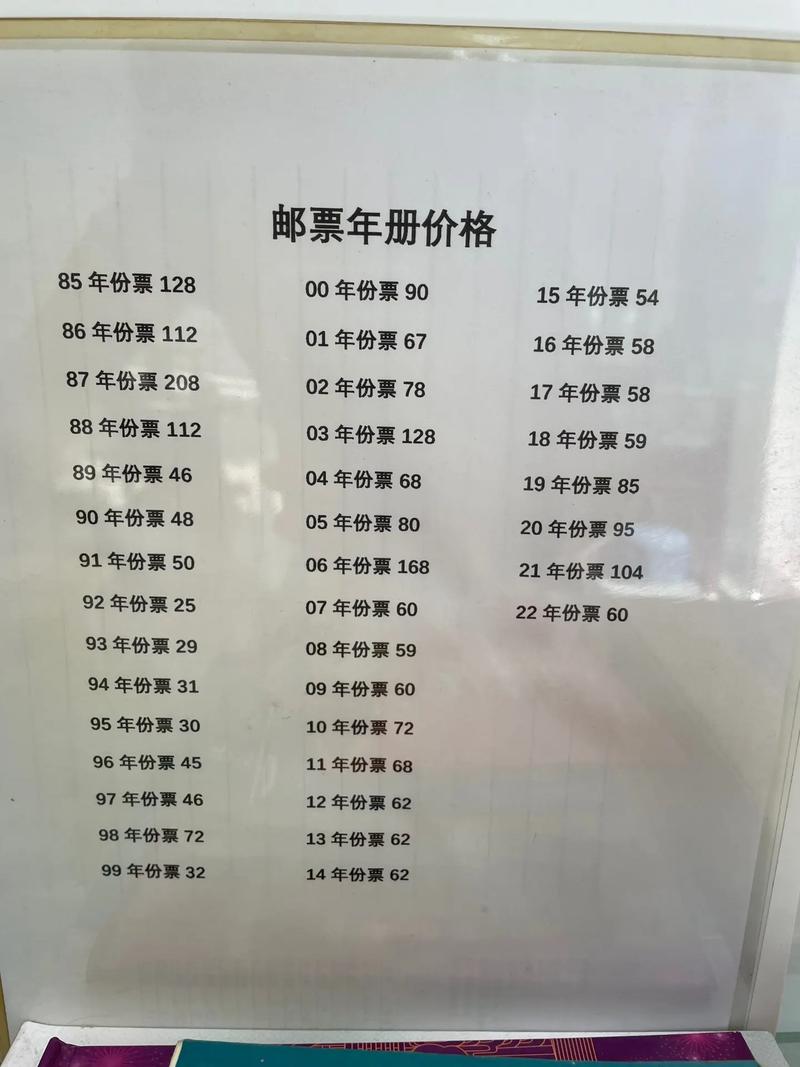 邮票年册价格
85 年份票 128
86 年份票 112
87 年份票 208
88 年份票 112
89 年份票 46
90 年份票 48
91 年份票 50
92 年份票 25
93 年份票 29
94 年份票 31
95 年份票 30
96 年份票 45
97 年份票 46
98 年份票 72
99 年份票 32
00 年份票 90
01 年份票 67
02 年份票 78
03 年份票 128
04 年份票 68
05 年份票 80
06 年份票 168
07 年份票 60
08 年份票 59
09 年份票 60
10 年份票 72
11 年份票 68
12 年份票 62
13 年份票 62
14 年份票 62
15 年份票 54
16 年份票 58
17 年份票 58
18 年份票 59
19 年份票 85
20 年份票 95
21 年份票 104
22 年份票 60